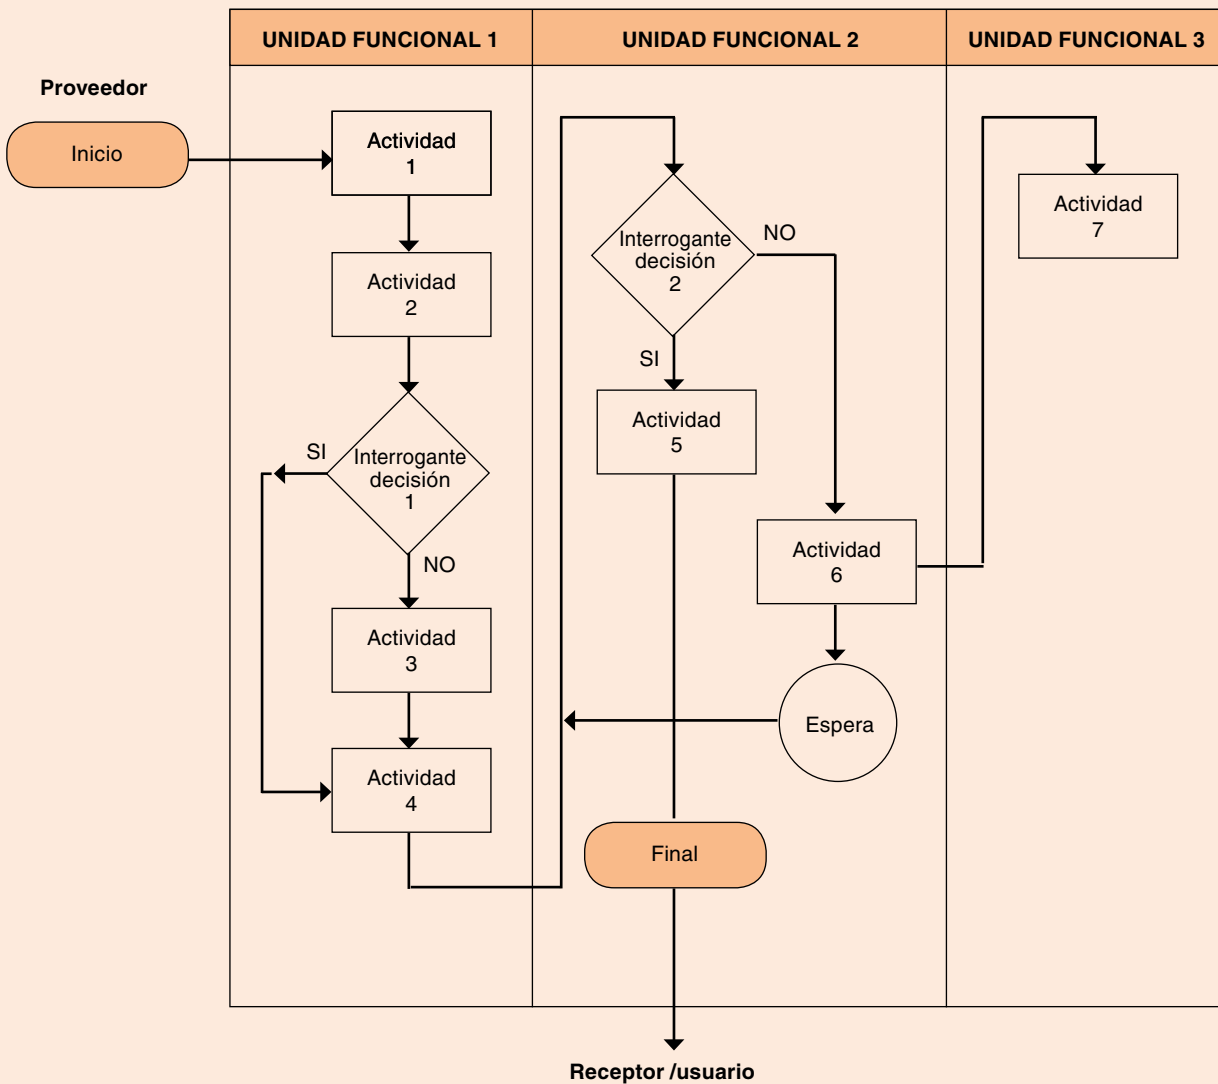 UNIDAD FUNCIONAL 1
UNIDAD FUNCIONAL 2
UNIDAD FUNCIONAL 3
Proveedor
Inicio
Actividad
1
Actividad
2
SI
Interrogante
decisión
1
NO
Actividad
3
Actividad
4
Interrogante
decisión
2
NO
SI
Actividad
5
Actividad
6
Espera
Final
Actividad
7
Receptor /usuario